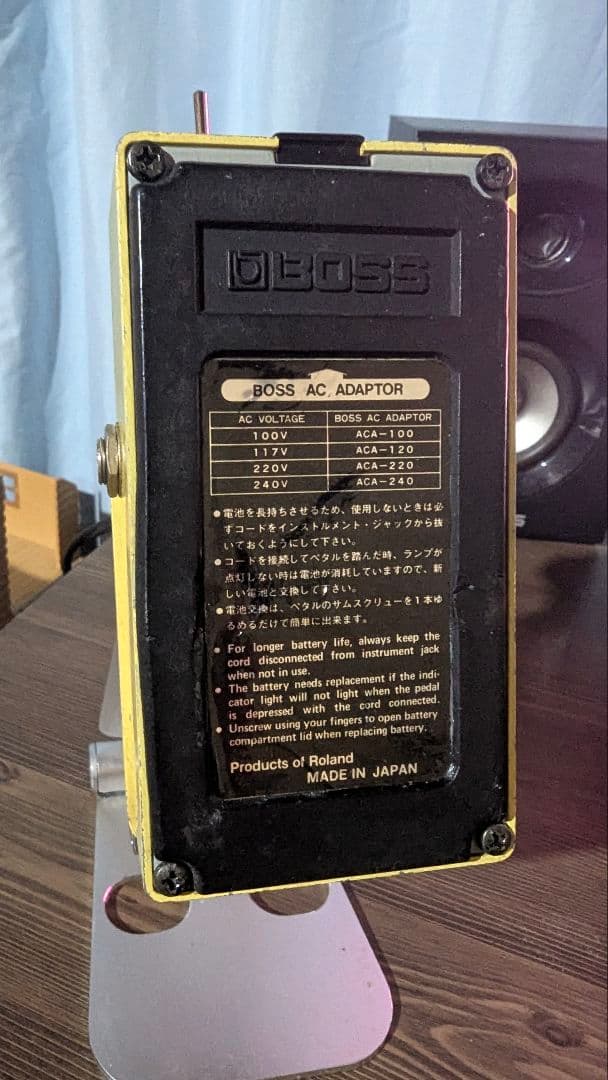 BOSS
BOSS AC ADAPTOR
AC VOLTAGE BOSS AC ADAPTOR
100V ACA-100
117V ACA-120
220V ACA-220
240V ACA-240
●電池を長持ちさせるため、使用しないときは必
ずコードをインストルメント・ジャックから抜
いておくようにして下さい。
●コードを接続してペダルを踏んだ時、ランプが
点灯しない時は電池が消耗していますので、新
しい電池と交換して下さい。
●電池交換は、ペダルのサムスクリューを1本ゆ
るめるだけで簡単に出来ます。
● For longer battery life, always keep the
cord disconnected from instrument jack
when not in use.
● The battery needs replacement if the indi-
cator light will not light when the pedal
is depressed with the cord connected.
● Unscrew using your fingers to open battery
compartment lid when replacing battery.
Products of Roland
MADE IN JAPAN